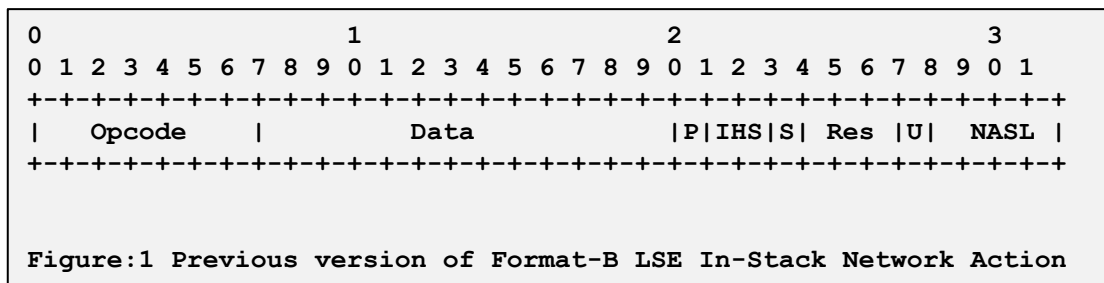 0                   1                   2                   3
0 1 2 3 4 5 6 7 8 9 0 1 2 3 4 5 6 7 8 9 0 1 2 3 4 5 6 7 8 9 0 1
+-+-+-+-+-+-+-+-+-+-+-+-+-+-+-+-+-+-+-+-+-+-+-+-+-+-+-+-+-+-+-+-+
|   Opcode      |         Data            |P|IHS|S| Res |U|  NASL |
+-+-+-+-+-+-+-+-+-+-+-+-+-+-+-+-+-+-+-+-+-+-+-+-+-+-+-+-+-+-+-+-+
Figure:1 Previous version of Format-B LSE In-Stack Network Action